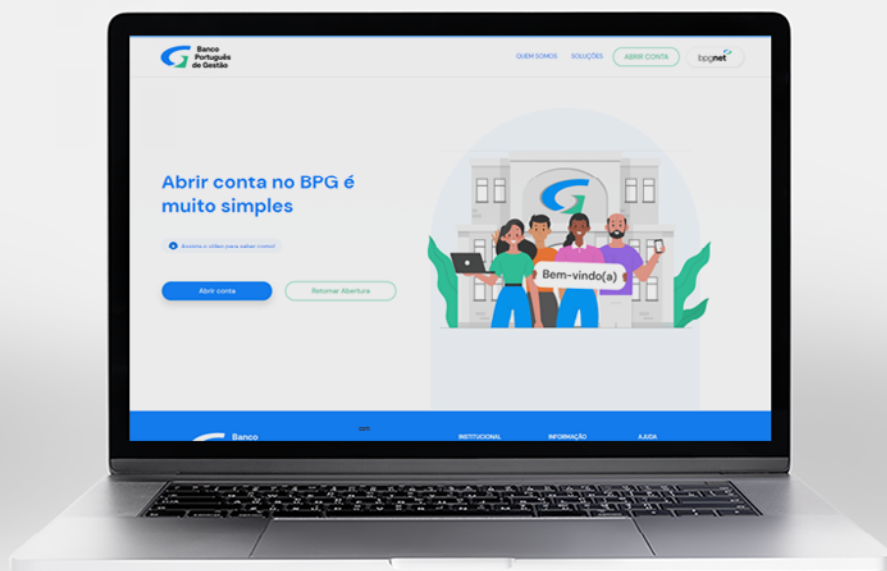 Banco
Português
de Gestão
QUEM SOMOS
SOLUÇÕES
ABRIR CONTA
bpgnet
Abrir conta no BPG é
muito simples
Assista o vídeo para saber como!
Abrir conta
Retomar Abertura
Bem-vindo(a)
Banco
INSTITUCIONAL
INFORMAÇÃO
AJUDA